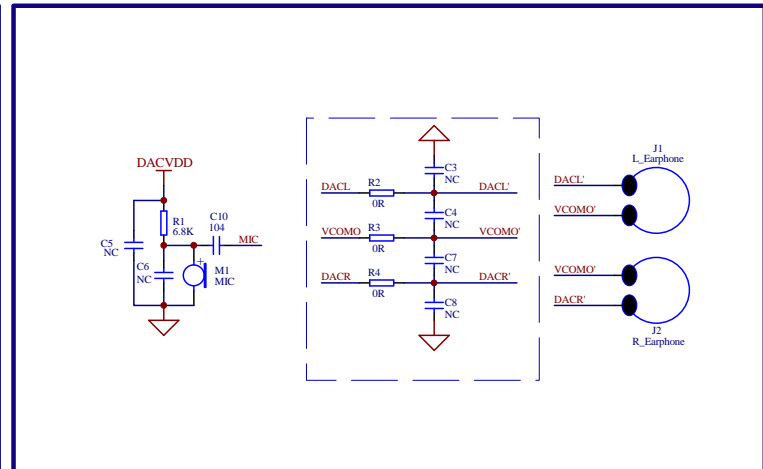 DACVDD
R1
6.8K
C5
NC
C6
NC
C10
104
MIC
+
M1
MIC
C3
NC
DACL
R2
0R
DACL'
C4
NC
VCOMO
R3
0R
VCOMO'
C7
NC
DACR
R4
0R
DACR'
C8
NC
J1
L_Earphone
DACL'
VCOMO'
VCOMO'
DACR'
J2
R_Earphone